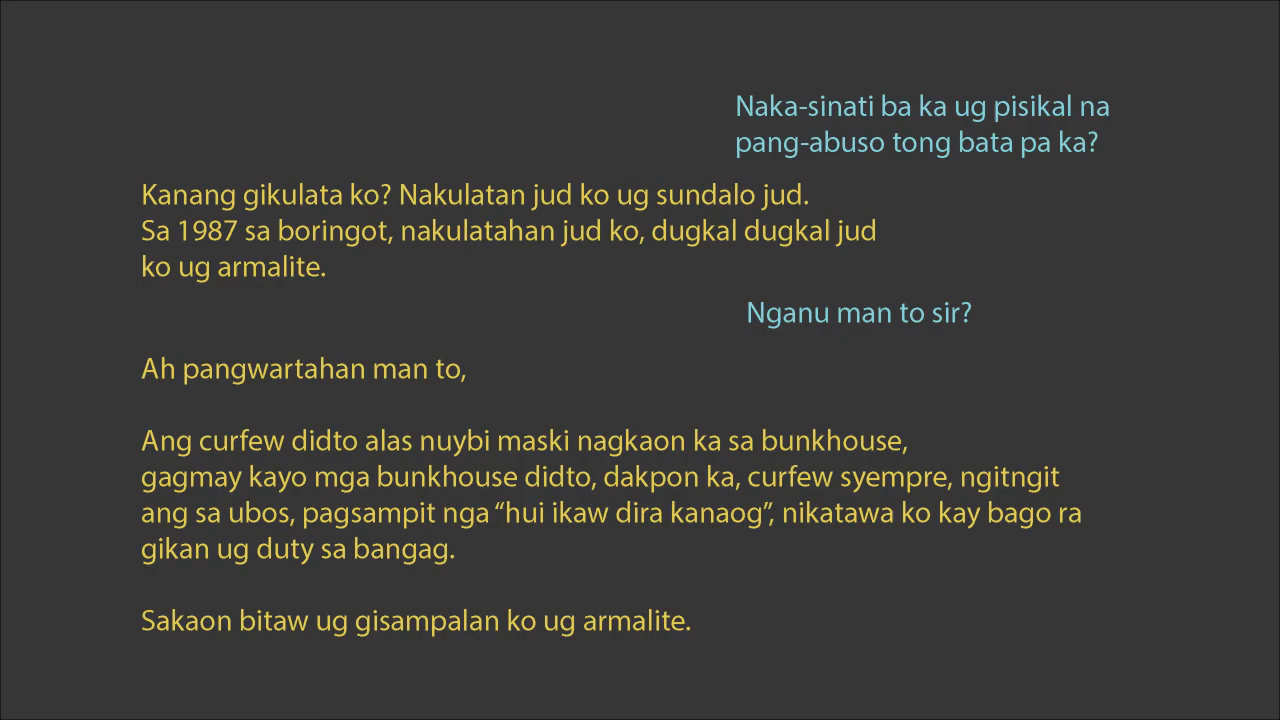 Naka-sinati ba ka ug pisikal na
pang-abuso tong bata pa ka?
Kanang gikulata ko? Nakulatan jud ko ug sundalo jud.
Sa 1987 sa boringot, nakulatahan jud ko, dugkal dugkal jud
ko ug armalite.
Nganu man to sir?
Ah pangwartahan man to,
Ang curfew didto alas nuybi maski nagkaon ka sa bunkhouse,
gagmay kayo mga bunkhouse didto, dakpon ka, curfew syempre, ngitngit
ang sa ubos, pagsampit nga “hui ikaw dira kanaog”, nikatawa ko kay bago ra
gikan ug duty sa bangag.
Sakaon bitaw ug gisampalan ko ug armalite.